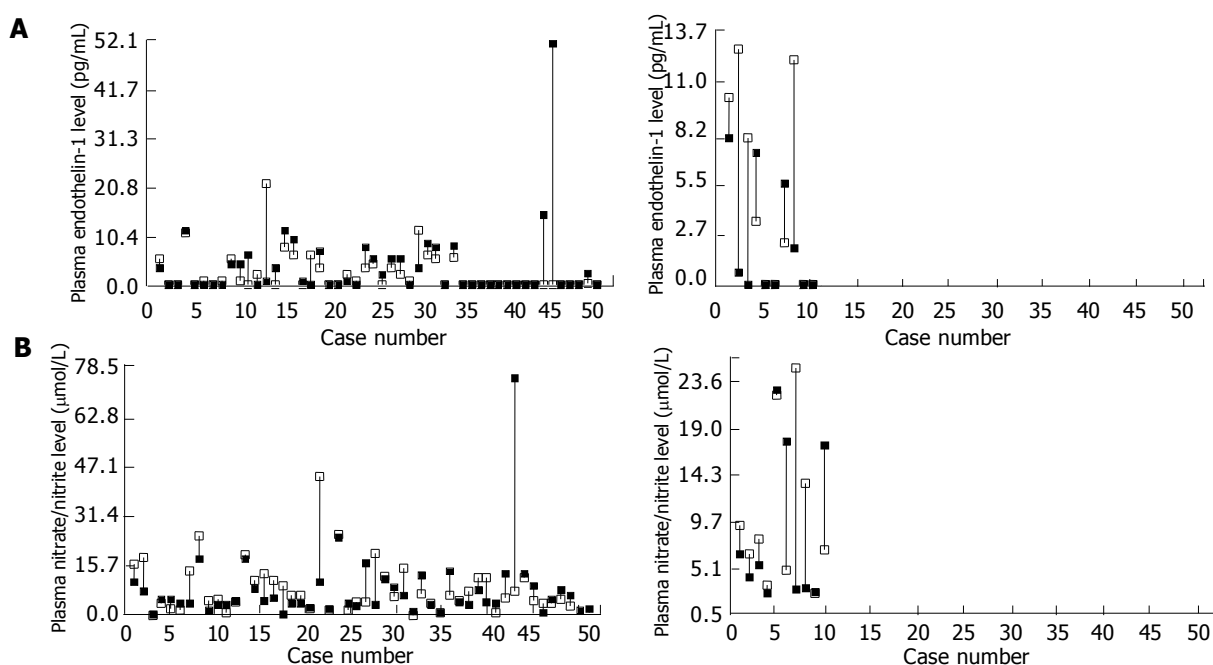 A
Plasma endothelin-1 level (pg/mL)
52.1
41.7
31.3
20.8
10.4
0.0
0 5 10 15 20 25 30 35 40 45 50
Case number
Plasma endothelin-1 level (pg/mL)
13.7
11.0
8.2
5.5
2.7
0.0
0 5 10 15 20 25 30 35 40 45 50
Case number
B
Plasma nitrate/nitrite level (μmol/L)
78.5
62.8
47.1
31.4
15.7
0.0
0 5 10 15 20 25 30 35 40 45 50
Case number
Plasma nitrate/nitrite level (μmol/L)
23.6
19.0
14.3
9.7
5.1
0.5
0 5 10 15 20 25 30 35 40 45 50
Case number